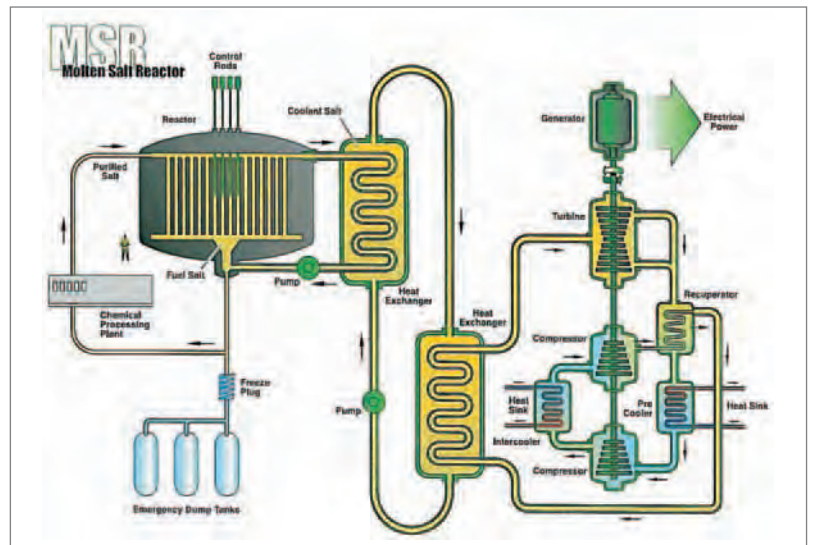 MSR
Molten Salt Reactor
Control
Rods
Reactor
Coolant Salt
Purified
Salt
Fuel Salt
Pump
Heat
Exchanger
Chemical
Processing
Plant
Freeze
Plug
Emergency Dump Tanks
Pump
Heat
Exchanger
Generator
Electrical
Power
Turbine
Recuperator
Compressor
Heat
Sink
Intercooler
Pre
Cooler
Heat Sink
Compressor